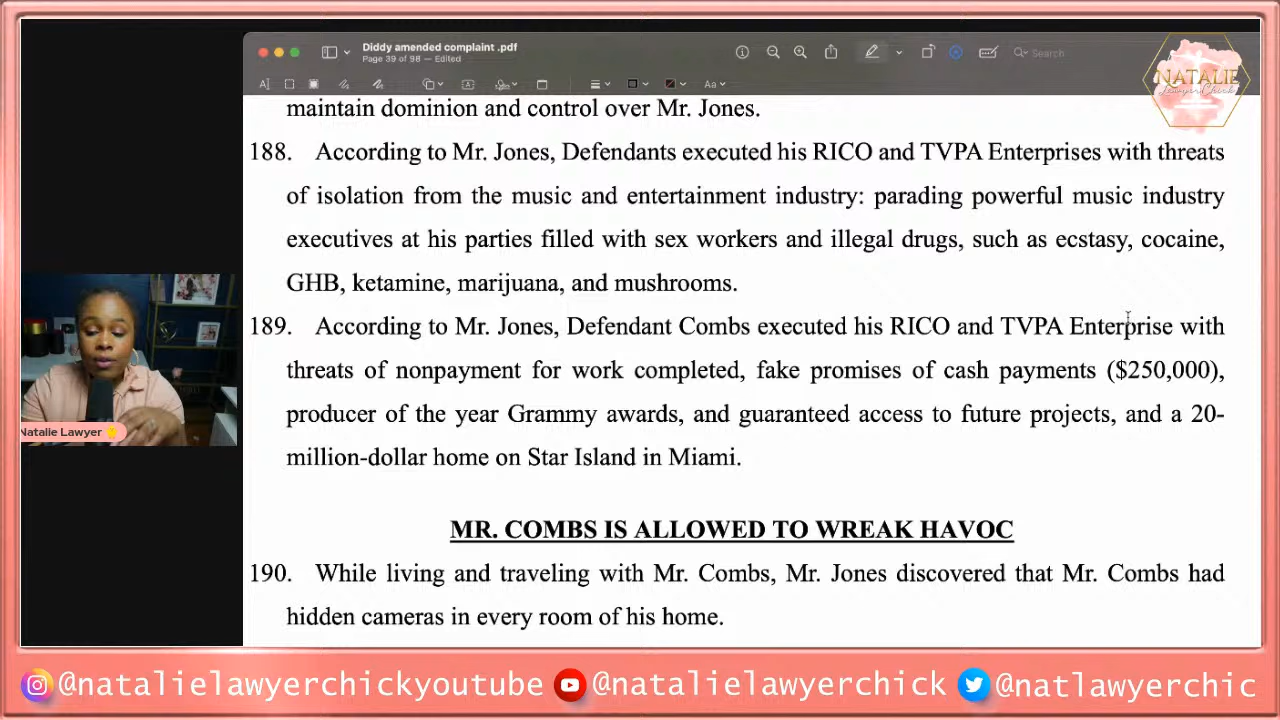 Diddy amended complaint .pdf
Page 39 of 98 — Edited
Search
NATALIE
LawyerChick
maintain dominion and control over Mr. Jones.
188. According to Mr. Jones, Defendants executed his RICO and TVPA Enterprises with threats
of isolation from the music and entertainment industry: parading powerful music industry
executives at his parties filled with sex workers and illegal drugs, such as ecstasy, cocaine,
GHB, ketamine, marijuana, and mushrooms.
189. According to Mr. Jones, Defendant Combs executed his RICO and TVPA Enterprise with
threats of nonpayment for work completed, fake promises of cash payments ($250,000),
producer of the year Grammy awards, and guaranteed access to future projects, and a 20-
million-dollar home on Star Island in Miami.
MR. COMBS IS ALLOWED TO WREAK HAVOC
190. While living and traveling with Mr. Combs, Mr. Jones discovered that Mr. Combs had
hidden cameras in every room of his home.
Natalie Lawyer
@natalielawyerchickyoutube
@natalielawyerchick
@natlawyerchic